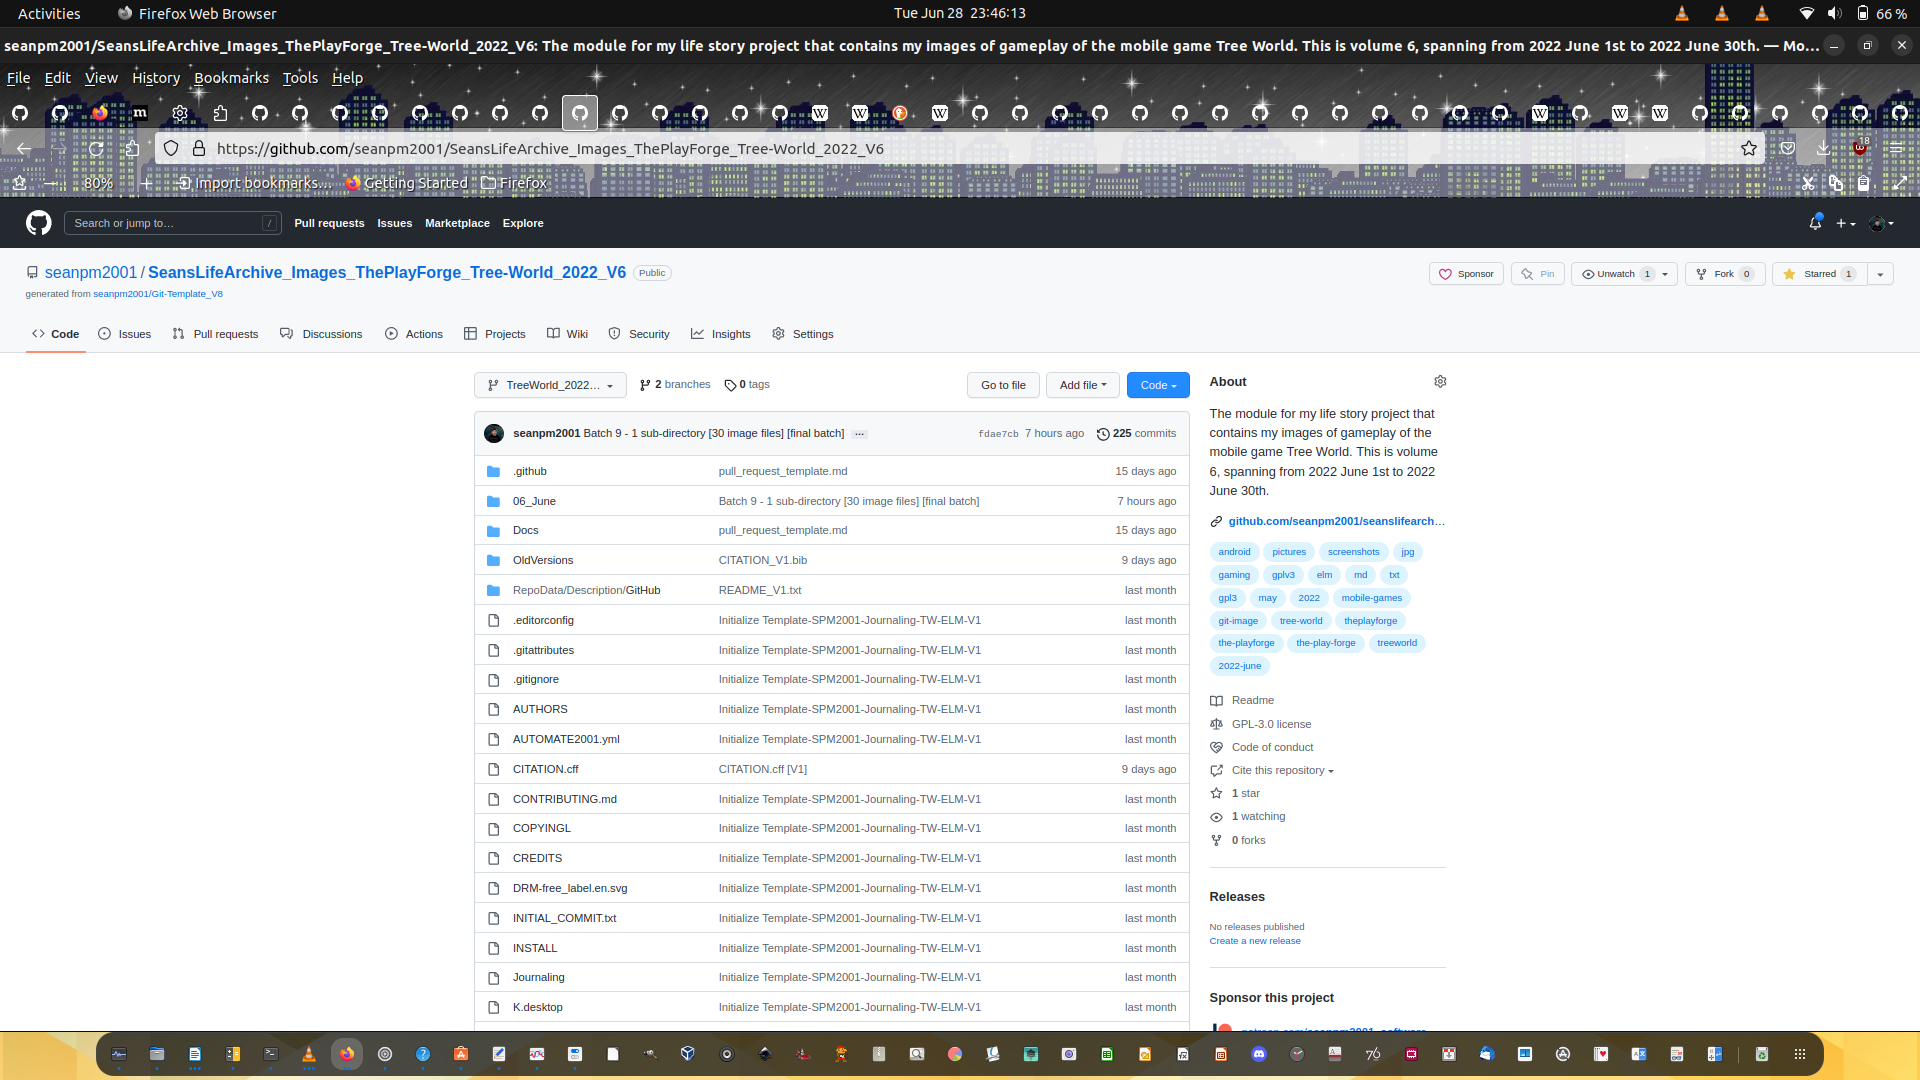 Activities Firefox Web Browser Tue Jun 28 23:46:13 66 %
seanpm2001/SeansLifeArchive_Images_ThePlayForge_Tree-World_2022_V6: The module for my life story project that contains my images of gameplay of the mobile game Tree World. This is volume 6, spanning from 2022 June 1st to 2022 June 30th. — Mo…
File Edit View History Bookmarks Tools Help
https://github.com/seanpm2001/SeansLifeArchive_Images_ThePlayForge_Tree-World_2022_V6 18
80% Import bookmarks… Getting Started Firefox
Search or jump to… / Pull requests Issues Marketplace Explore
seanpm2001 / SeansLifeArchive_Images_ThePlayForge_Tree-World_2022_V6 Public Sponsor Pin Unwatch 1 Fork 0 Starred 1
generated from seanpm2001/Git-Template_V8
Code Issues Pull requests Discussions Actions Projects Wiki Security Insights Settings
TreeWorld_2022… 2 branches 0 tags Go to file Add file Code
seanpm2001 Batch 9 - 1 sub-directory [30 image files] [final batch] … fdae7cb 7 hours ago 225 commits
.github pull_request_template.md 15 days ago
06_June Batch 9 - 1 sub-directory [30 image files] [final batch] 7 hours ago
Docs pull_request_template.md 15 days ago
OldVersions CITATION_V1.bib 9 days ago
RepoData/Description/GitHub README_V1.txt last month
.editorconfig Initialize Template-SPM2001-Journaling-TW-ELM-V1 last month
.gitattributes Initialize Template-SPM2001-Journaling-TW-ELM-V1 last month
.gitignore Initialize Template-SPM2001-Journaling-TW-ELM-V1 last month
AUTHORS Initialize Template-SPM2001-Journaling-TW-ELM-V1 last month
AUTOMATE2001.yml Initialize Template-SPM2001-Journaling-TW-ELM-V1 last month
CITATION.cff CITATION.cff [V1] 9 days ago
CONTRIBUTING.md Initialize Template-SPM2001-Journaling-TW-ELM-V1 last month
COPYINGL Initialize Template-SPM2001-Journaling-TW-ELM-V1 last month
CREDITS Initialize Template-SPM2001-Journaling-TW-ELM-V1 last month
DRM-free_label.en.svg Initialize Template-SPM2001-Journaling-TW-ELM-V1 last month
INITIAL_COMMIT.txt Initialize Template-SPM2001-Journaling-TW-ELM-V1 last month
INSTALL Initialize Template-SPM2001-Journaling-TW-ELM-V1 last month
Journaling Initialize Template-SPM2001-Journaling-TW-ELM-V1 last month
K.desktop Initialize Template-SPM2001-Journaling-TW-ELM-V1 last month
About
The module for my life story project that
contains my images of gameplay of the
mobile game Tree World. This is volume
6, spanning from 2022 June 1st to 2022
June 30th.
github.com/seanpm2001/seanslifearch…
android pictures screenshots jpg
gaming gplv3 elm md txt
gpl3 may 2022 mobile-games
git-image tree-world theplayforge
the-playforge the-play-forge treeworld
2022-june
Readme
GPL-3.0 license
Code of conduct
Cite this repository
1 star
1 watching
0 forks
Releases
No releases published
Create a new release
Sponsor this project
patreon.com/seanpm2001_software